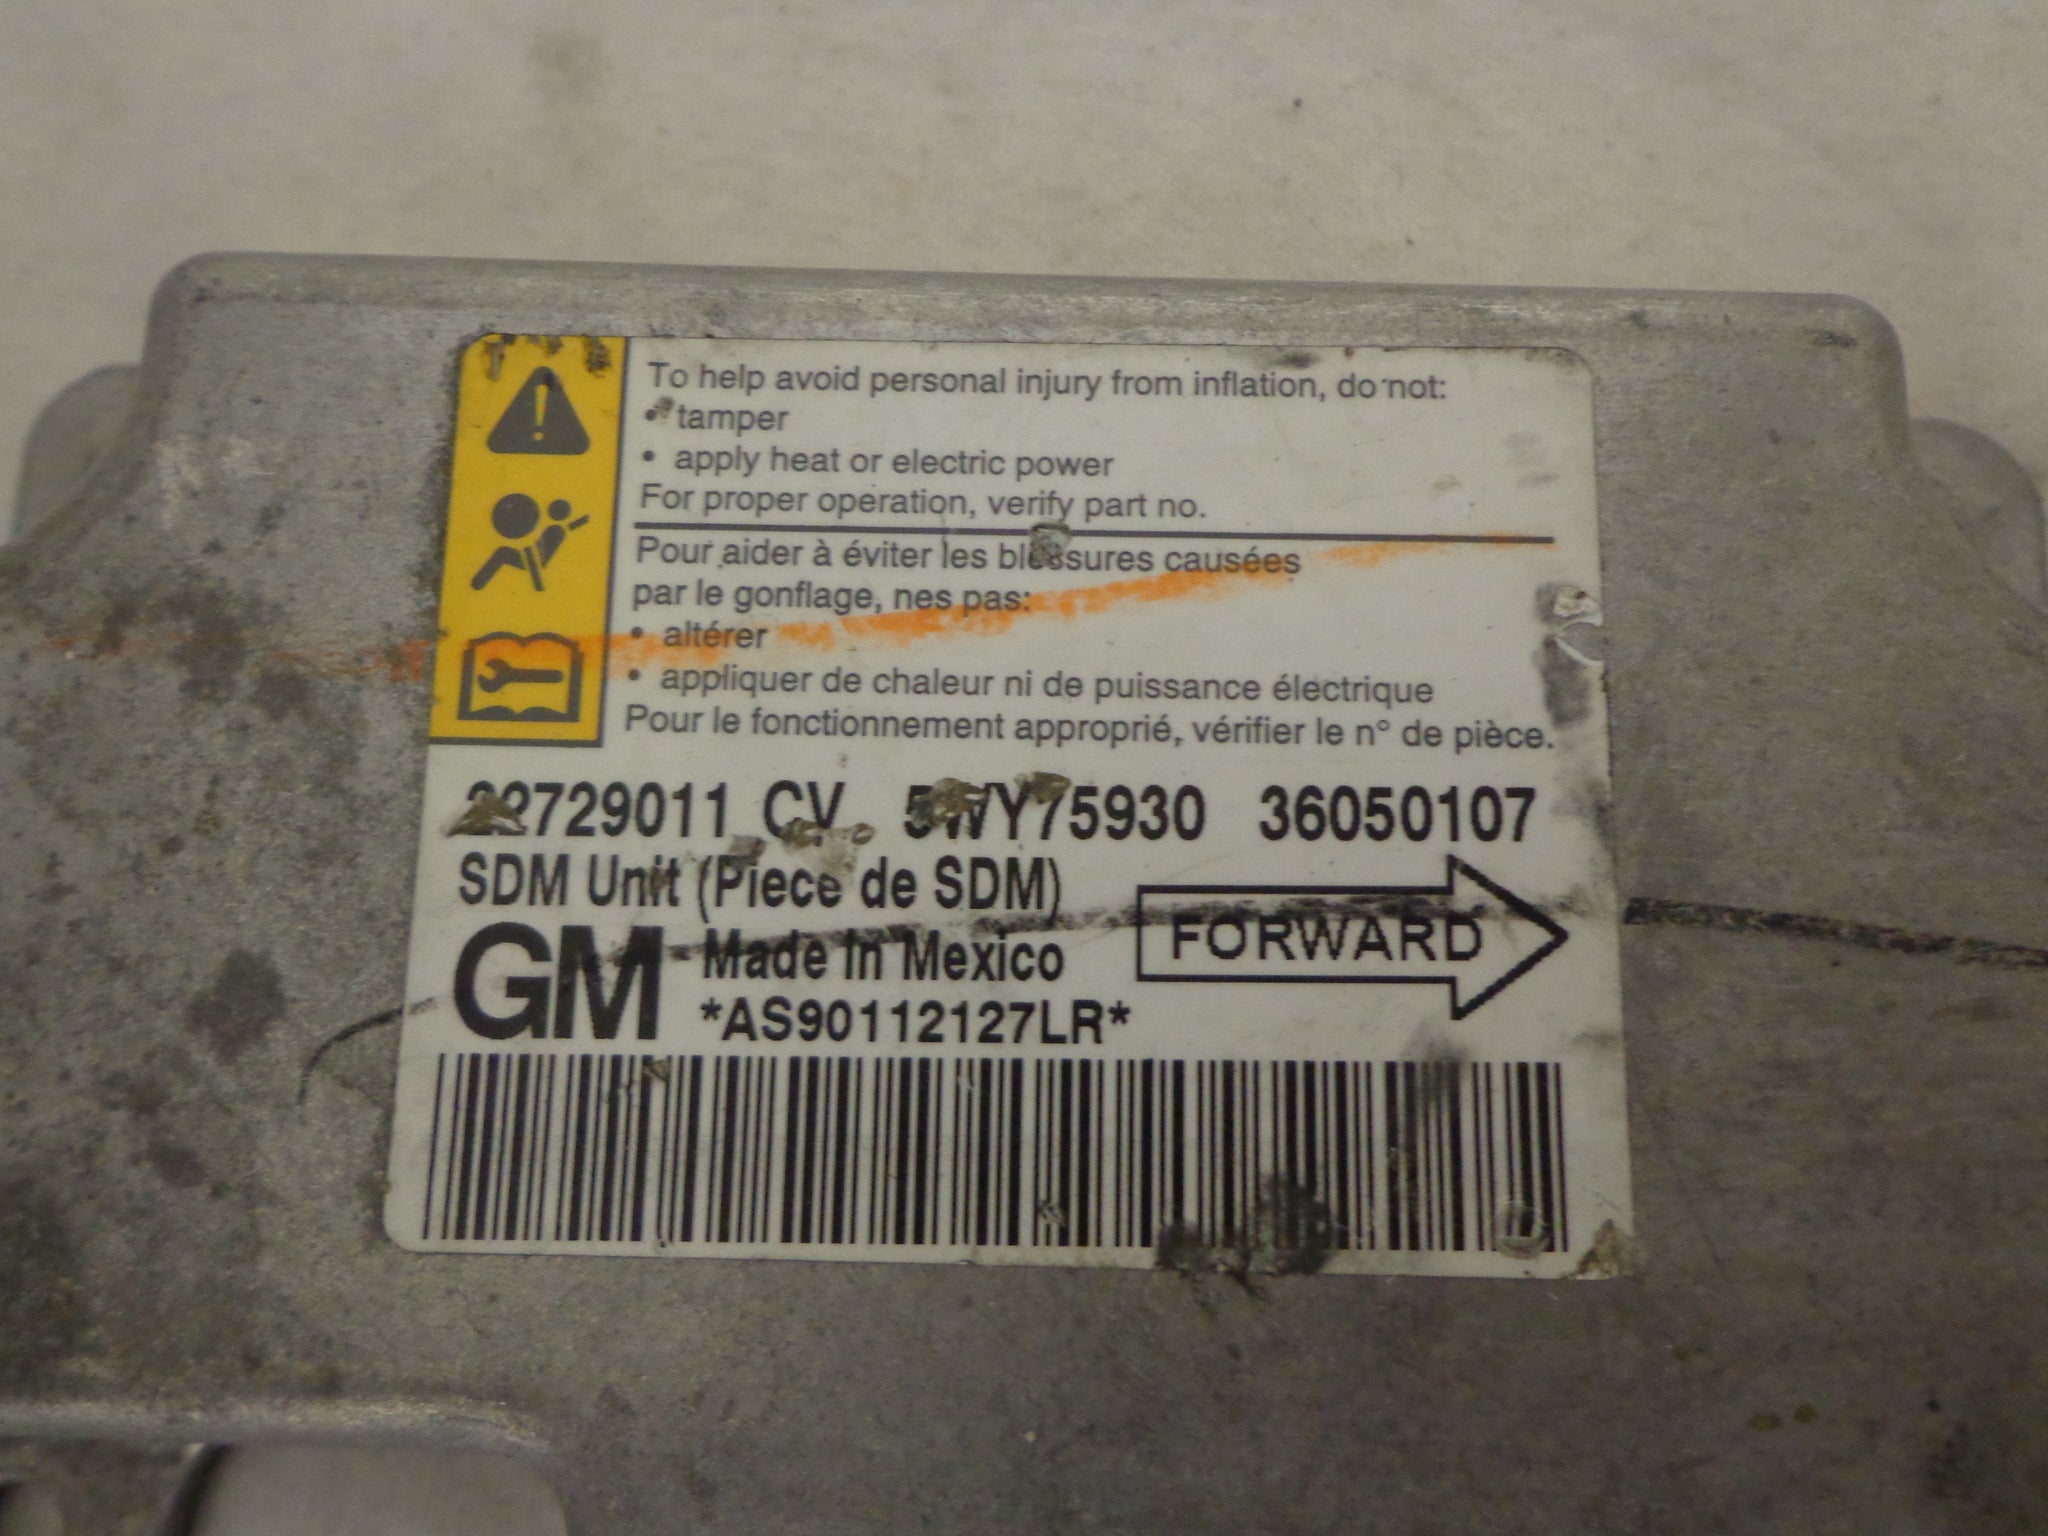 To help avoid personal injury from inflation, do not:
• tamper
• apply heat or electric power
For proper operation, verify part no.
Pour aider à éviter les blessures causées
par le gonflage, nes pas:
• altérer
• appliquer de chaleur ni de puissance électrique
Pour le fonctionnement approprié, vérifier le n° de pièce.
22729011 CV 5WY75930 36050107
SDM Unit (Piece de SDM)
GM Made In Mexico
FORWARD
*AS90112127LR*